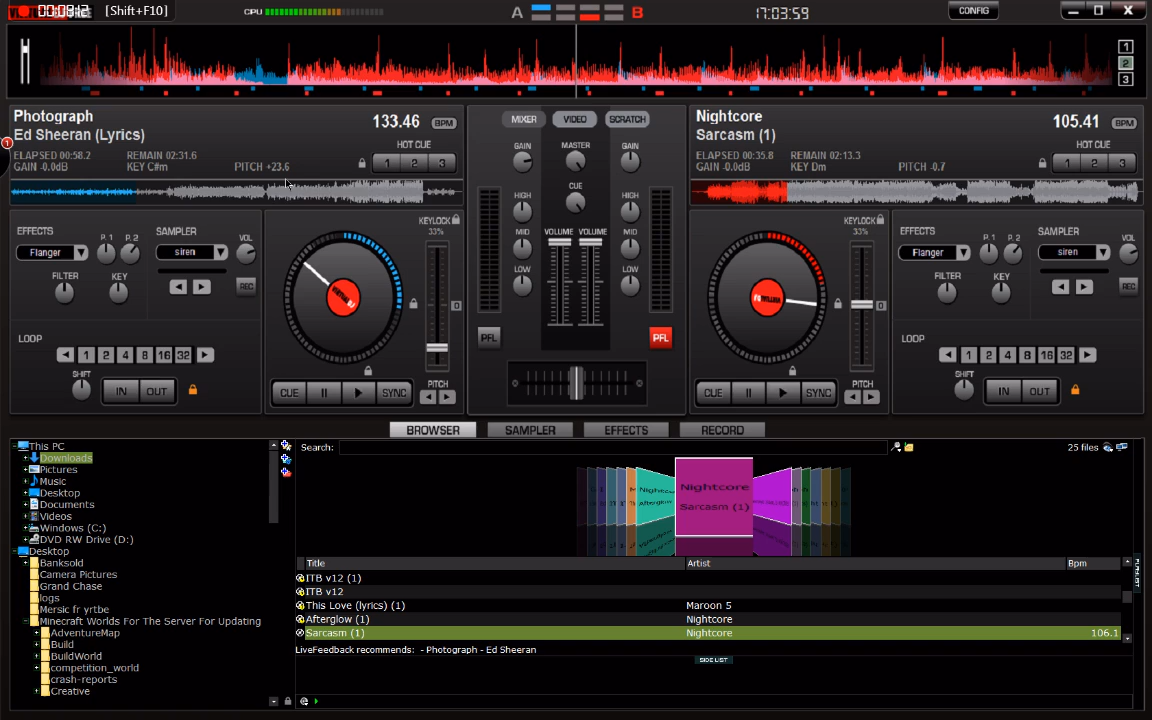 [Shift+F10]
CPU
A
B
17:03:59
CONFIG
1
2
3
Photograph
Ed Sheeran (Lyrics)
133.46 BPM
ELAPSED 00:58.2 REMAIN 02:31.6
GAIN -0.0dB KEY C#m PITCH +23.6
HOT CUE
1 2 3
MIXER VIDEO SCRATCH
GAIN MASTER GAIN
HIGH CUE HIGH
MID VOLUME VOLUME MID
LOW LOW
PFL PFL
Nightcore
Sarcasm (1)
105.41 BPM
ELAPSED 00:35.8 REMAIN 02:13.3
GAIN -0.0dB KEY Dm PITCH -0.7
HOT CUE
1 2 3
1
EFFECTS P. 1 P. 2 SAMPLER VOL
Flanger siren
FILTER KEY REC
LOOP
1 2 4 8 16 32
SHIFT IN OUT
KEYLOCK
33%
0
CUE SYNC PITCH
KEYLOCK
33%
0
CUE SYNC PITCH
EFFECTS P. 1 P. 2 SAMPLER VOL
Flanger siren
FILTER KEY REC
LOOP
1 2 4 8 16 32
SHIFT IN OUT
BROWSER SAMPLER EFFECTS RECORD
This PC
Downloads
Pictures
Music
Desktop
Documents
Videos
Windows (C:)
DVD RW Drive (D:)
Desktop
Banksold
Camera Pictures
Grand Chase
logs
Mersic fr yrtbe
Minecraft Worlds For The Server For Updating
AdventureMap
Build
BuildWorld
competition_world
crash-reports
Creative
Search:
25 files
Nightcore
Sarcasm (1)
Title Artist Bpm
ITB v12 (1)
ITB v12
This Love (lyrics) (1) Maroon 5
Afterglow (1) Nightcore
Sarcasm (1) Nightcore 106.1
LiveFeedback recommends: - Photograph - Ed Sheeran
SIDE LIST
PLAYLIST